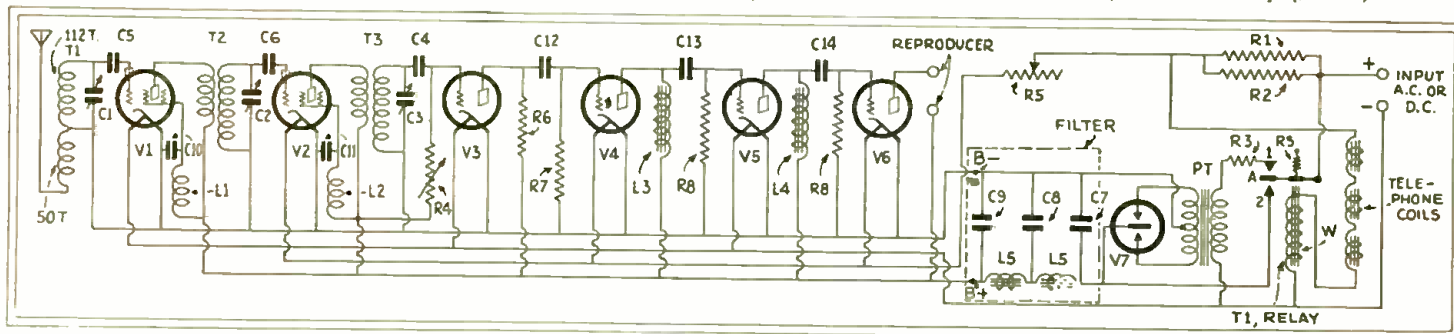 112 T.
T1
C5
T2
C6
T3
C4
C12
C13
C14
REPRODUCER
R1
R2
+
-
INPUT
A.C. OR
D.C.
C1
C2
C3
R5
R6
R7
R8
R8
FILTER
R3
1
R5
V1
C10
V2
C11
V3
V4
V5
V6
B-
PT
A
2
-L1
-L2
R4
L3
L4
C9
C8
C7
V7
W
TELE-
PHONE
COILS
50T
L5
L5
B+
T1, RELAY